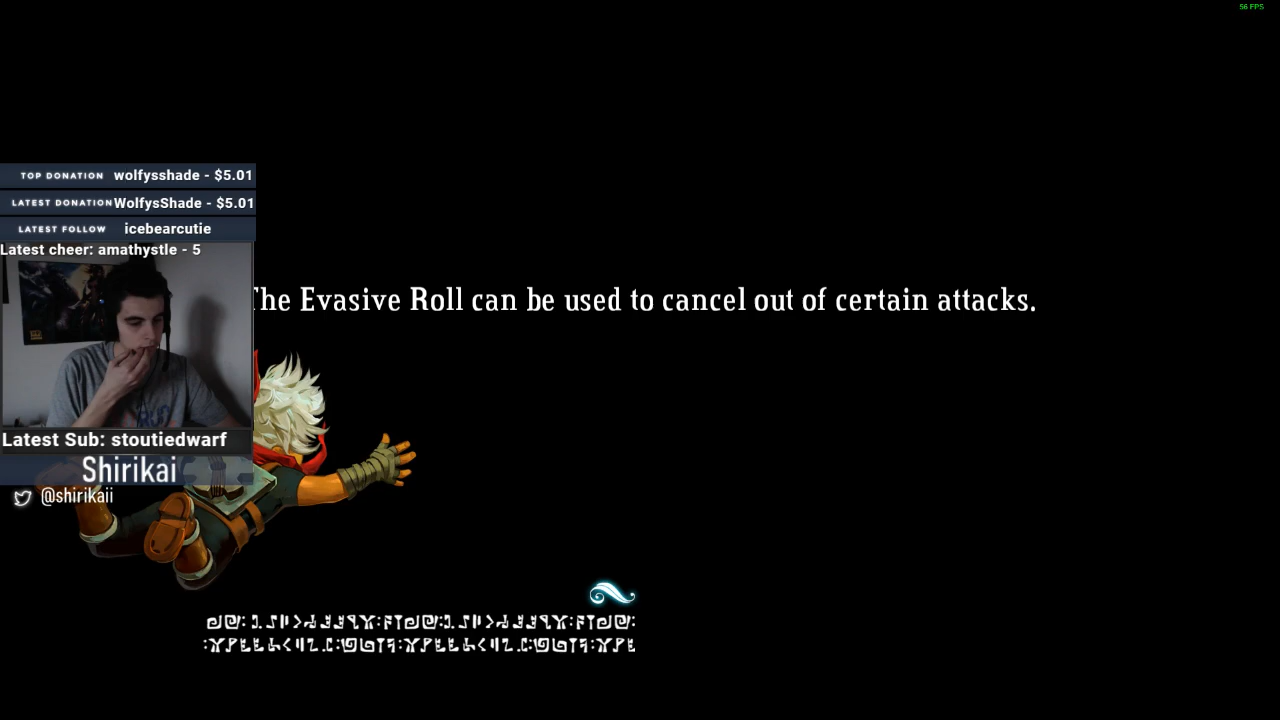 56 FPS
TOP DONATION wolfysshade - $5.01
LATEST DONATION WolfysShade - $5.01
LATEST FOLLOW icebearcutie
Latest cheer: amathystle - 5
The Evasive Roll can be used to cancel out of certain attacks.
Latest Sub: stoutiedwarf
Shirikai
@shirikaii